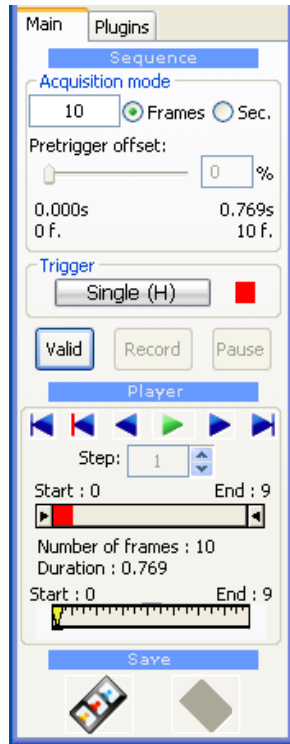 Main Plugins
Sequence
Acquisition mode
10 Frames Sec.
Pretrigger offset:
0 %
0.000s 0.769s
0 f. 10 f.
Trigger
Single (H)
Valid Record Pause
Player
Step: 1
Start : 0 End : 9
Number of frames : 10
Duration : 0.769
Start : 0 End : 9
Save